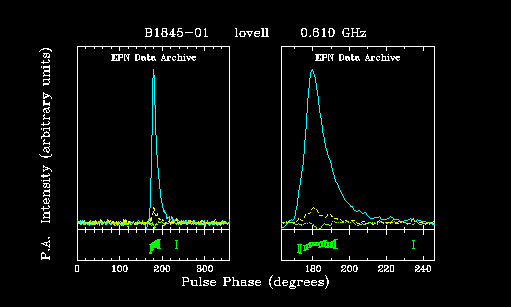 B1845-01 lovell 0.610 GHz
EPN Data Archive EPN Data Archive
P.A. Intensity (arbitrary units)
0 100 200 300 180 200 220 240
Pulse Phase (degrees)